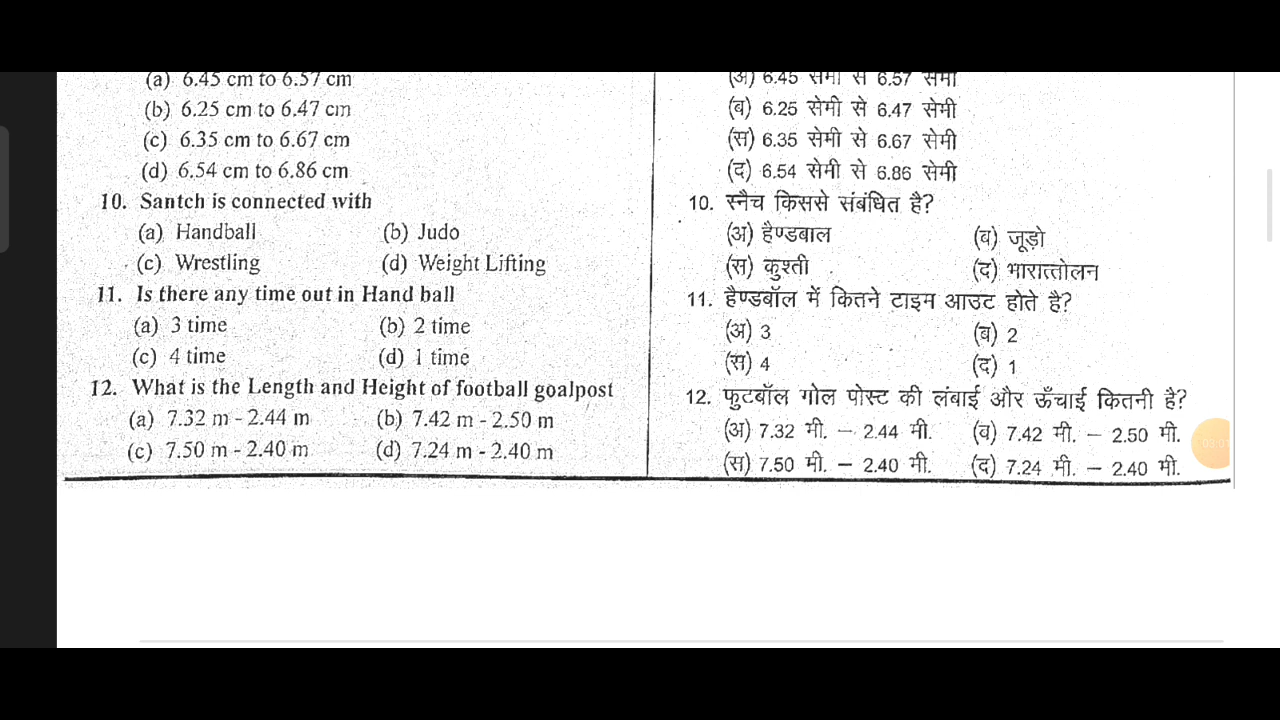 (a) 6.45 cm to 6.57 cm
(b) 6.25 cm to 6.47 cm
(c) 6.35 cm to 6.67 cm
(d) 6.54 cm to 6.86 cm
10. Santch is connected with
(a) Handball (b) Judo
(c) Wrestling (d) Weight Lifting
11. Is there any time out in Hand ball
(a) 3 time (b) 2 time
(c) 4 time (d) 1 time
12. What is the Length and Height of football goalpost
(a) 7.32 m - 2.44 m (b) 7.42 m - 2.50 m
(c) 7.50 m - 2.40 m (d) 7.24 m - 2.40 m
(अ) 6.45 सेमी से 6.57 सेमी
(ब) 6.25 सेमी से 6.47 सेमी
(स) 6.35 सेमी से 6.67 सेमी
(द) 6.54 सेमी से 6.86 सेमी
10. स्नैच किससे संबंधित है?
(अ) हैण्डबाल (ब) जूड़ो
(स) कुश्ती (द) भारात्तोलन
11. हैण्डबॉल में कितने टाइम आउट होते है?
(अ) 3 (ब) 2
(स) 4 (द) 1
12. फुटबॉल गोल पोस्ट की लंबाई और ऊँचाई कितनी है?
(अ) 7.32 मी. – 2.44 मी. (ब) 7.42 मी. – 2.50 मी.
(स) 7.50 मी. – 2.40 मी. (द) 7.24 मी. – 2.40 मी.